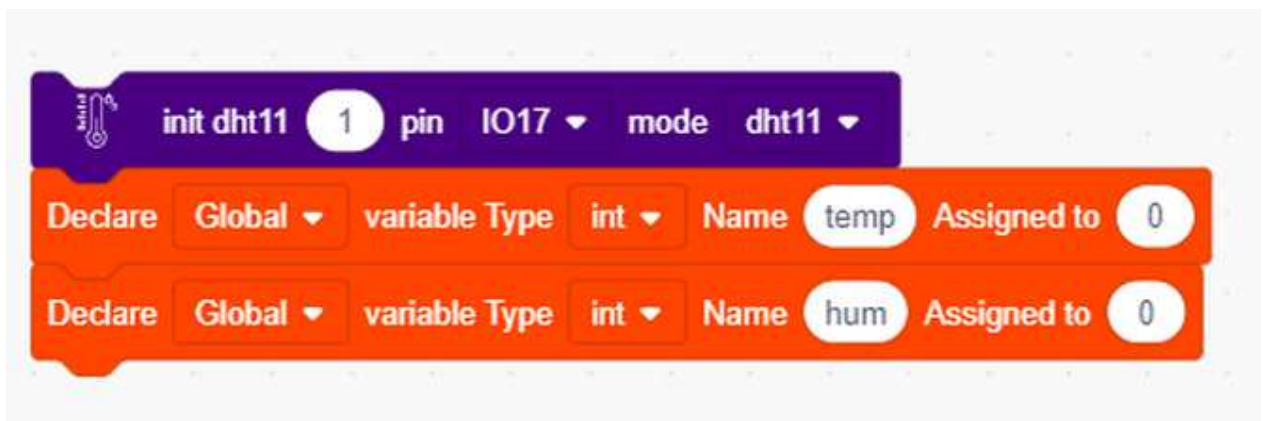 init dht11 1 pin IO17 mode dht11
Declare Global variable Type int Name temp Assigned to 0
Declare Global variable Type int Name hum Assigned to 0